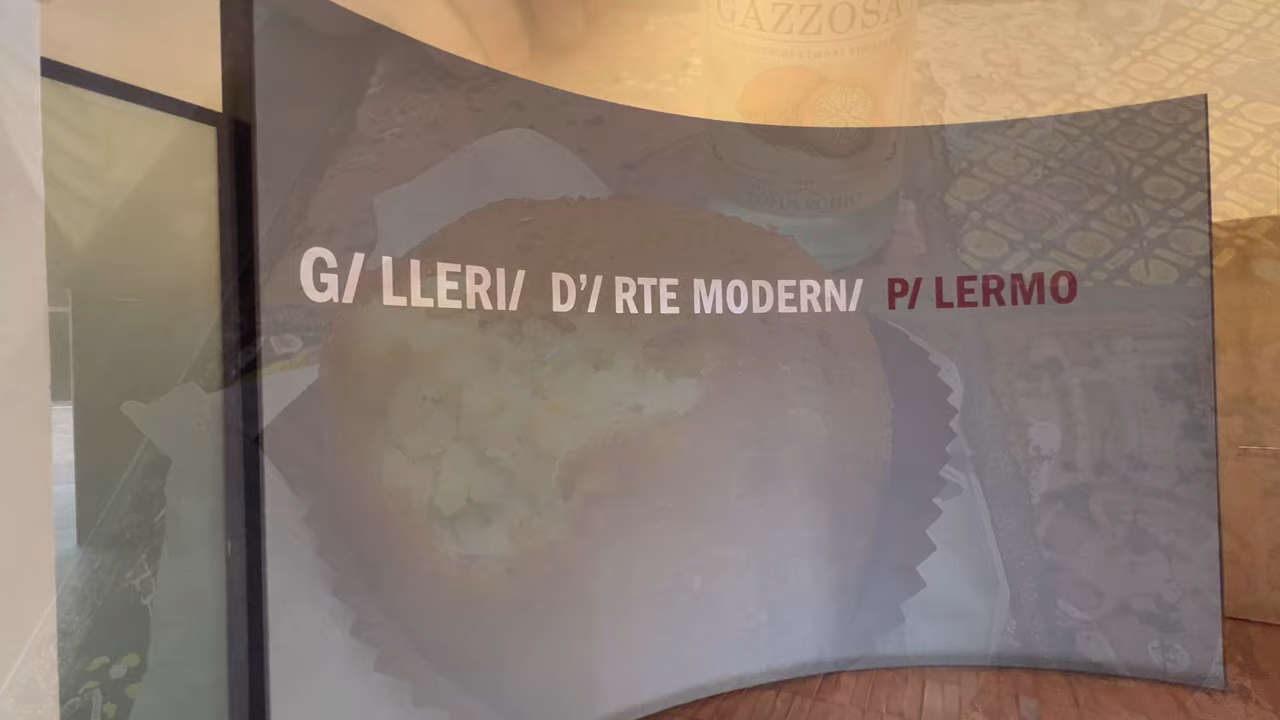 GAZZOSA
G/ LLERI/ D'/ RTE MODERN/ P/ LERMO